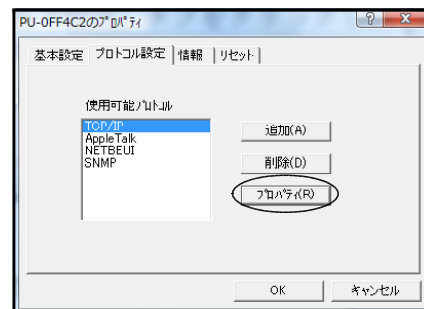 PU-0FF4C2のﾌﾟﾛﾊﾟﾃｨ
基本設定 プロトコル設定 情報 リセット
使用可能ﾌﾟﾛﾄｺﾙ
TCP/IP
AppleTalk
NETBEUI
SNMP
追加(A)
削除(D)
ﾌﾟﾛﾊﾟﾃｨ(R)
OK
キャンセル